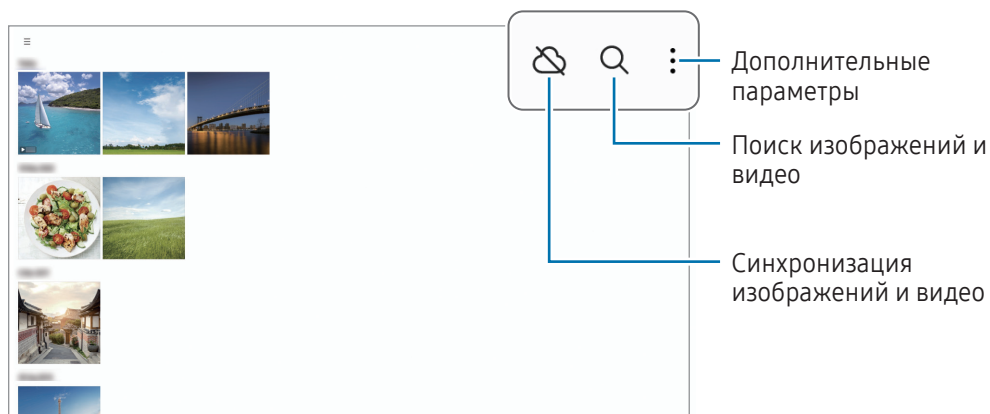 Дополнительные
параметры
Поиск изображений и
видео
Синхронизация
изображений и видео